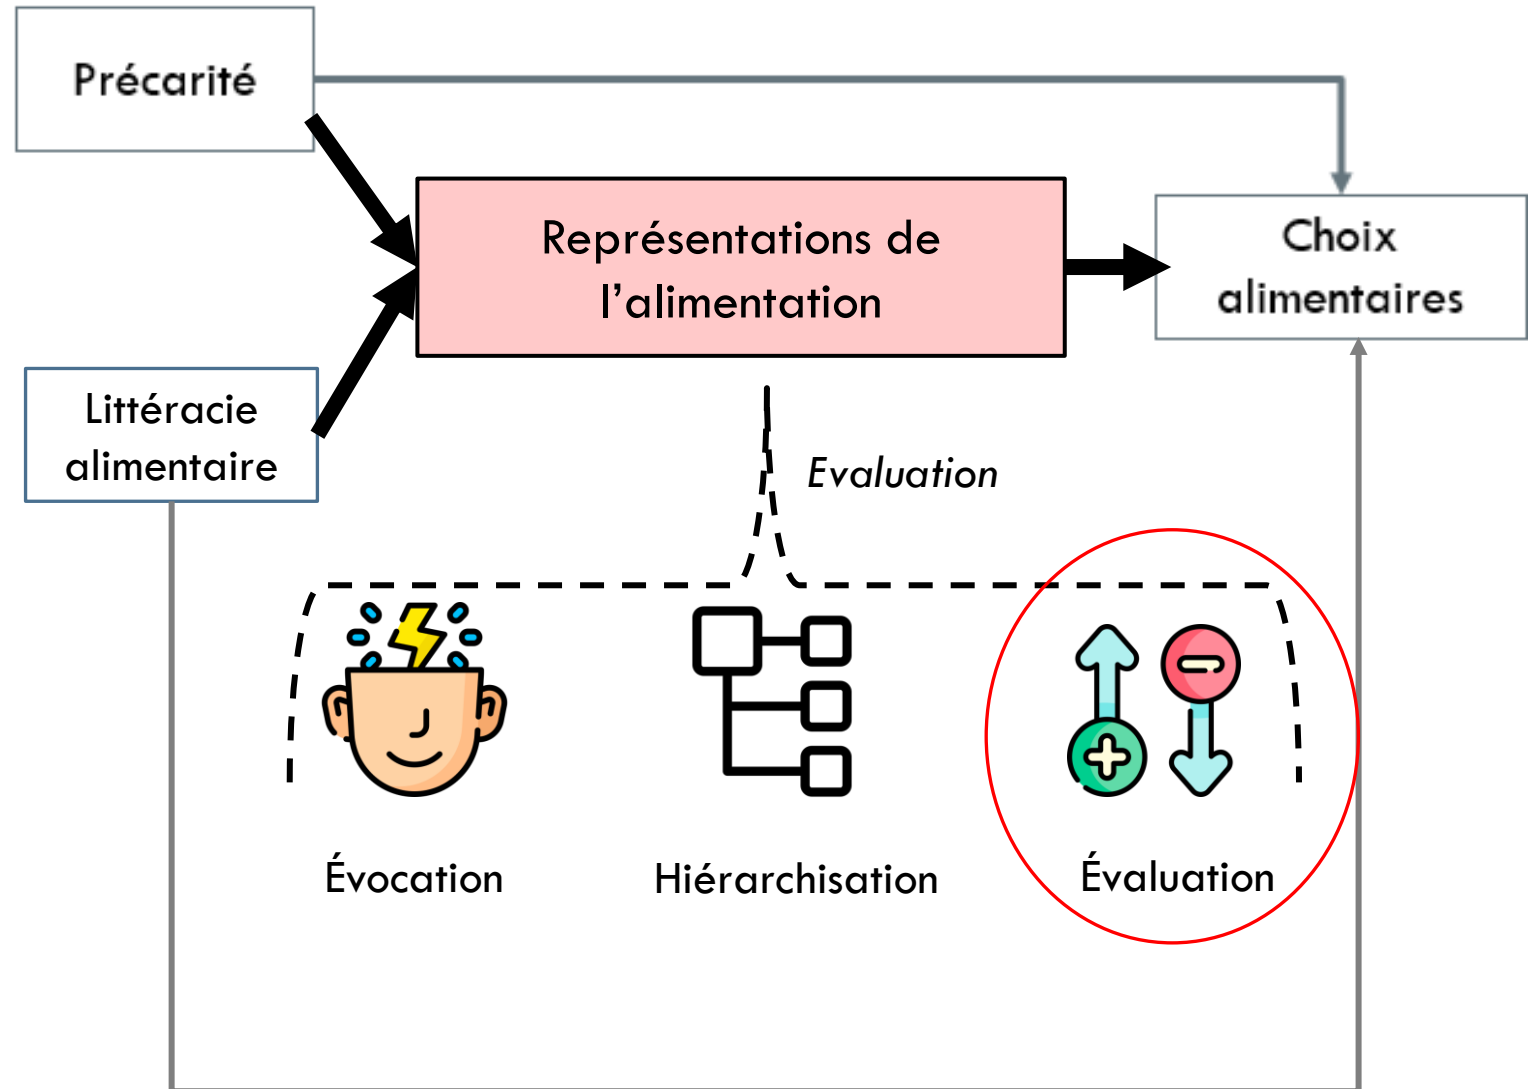 Précarité
Représentations de
l’alimentation
Choix
alimentaires
Littéracie
alimentaire
Evaluation
Évocation
Hiérarchisation
Évaluation